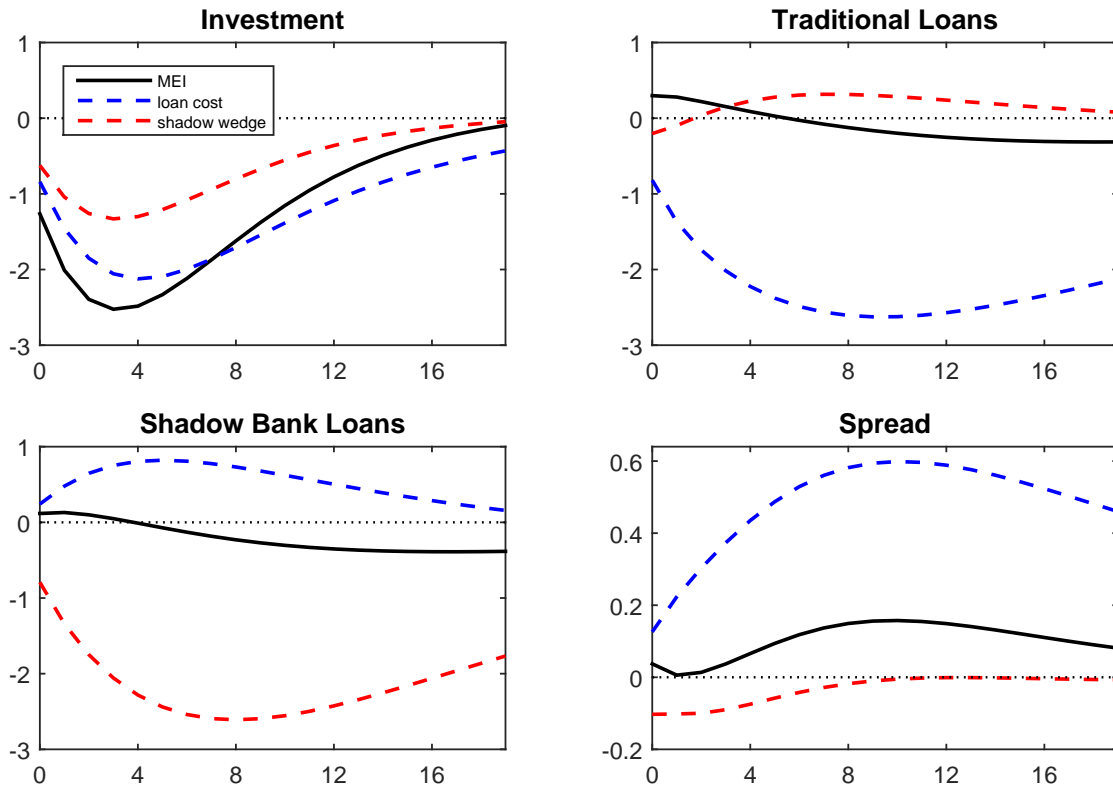 Investment
1
0
-1
-2
-3
0 4 8 12 16
MEI
loan cost
shadow wedge
Traditional Loans
1
0
-1
-2
-3
0 4 8 12 16
Shadow Bank Loans
1
0
-1
-2
-3
0 4 8 12 16
Spread
0.6
0.4
0.2
0
-0.2
0 4 8 12 16